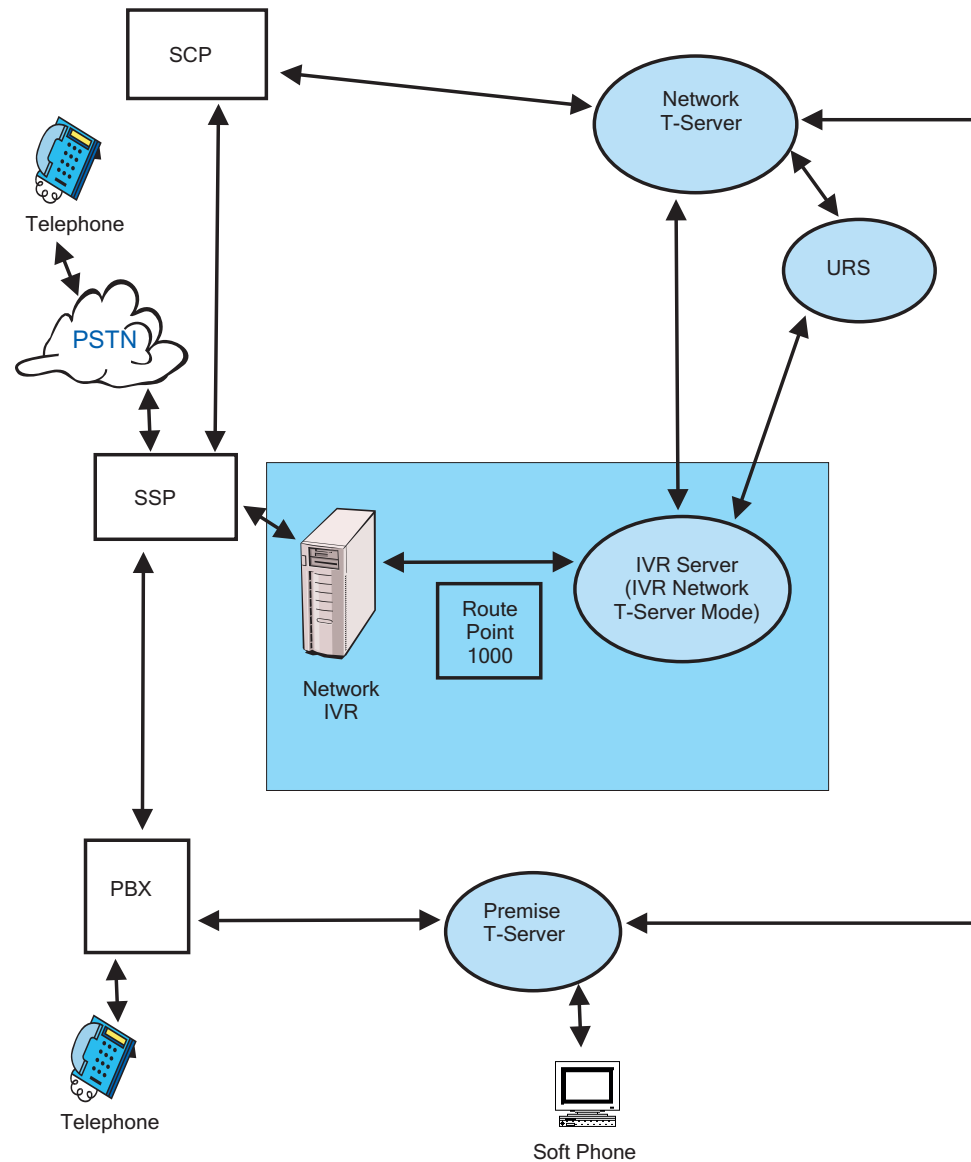 SCP
Network
T-Server
Telephone
URS
PSTN
SSP
IVR Server
(IVR Network
T-Server Mode)
Route
Point
1000
Network
IVR
PBX
Premise
T-Server
Telephone
Soft Phone